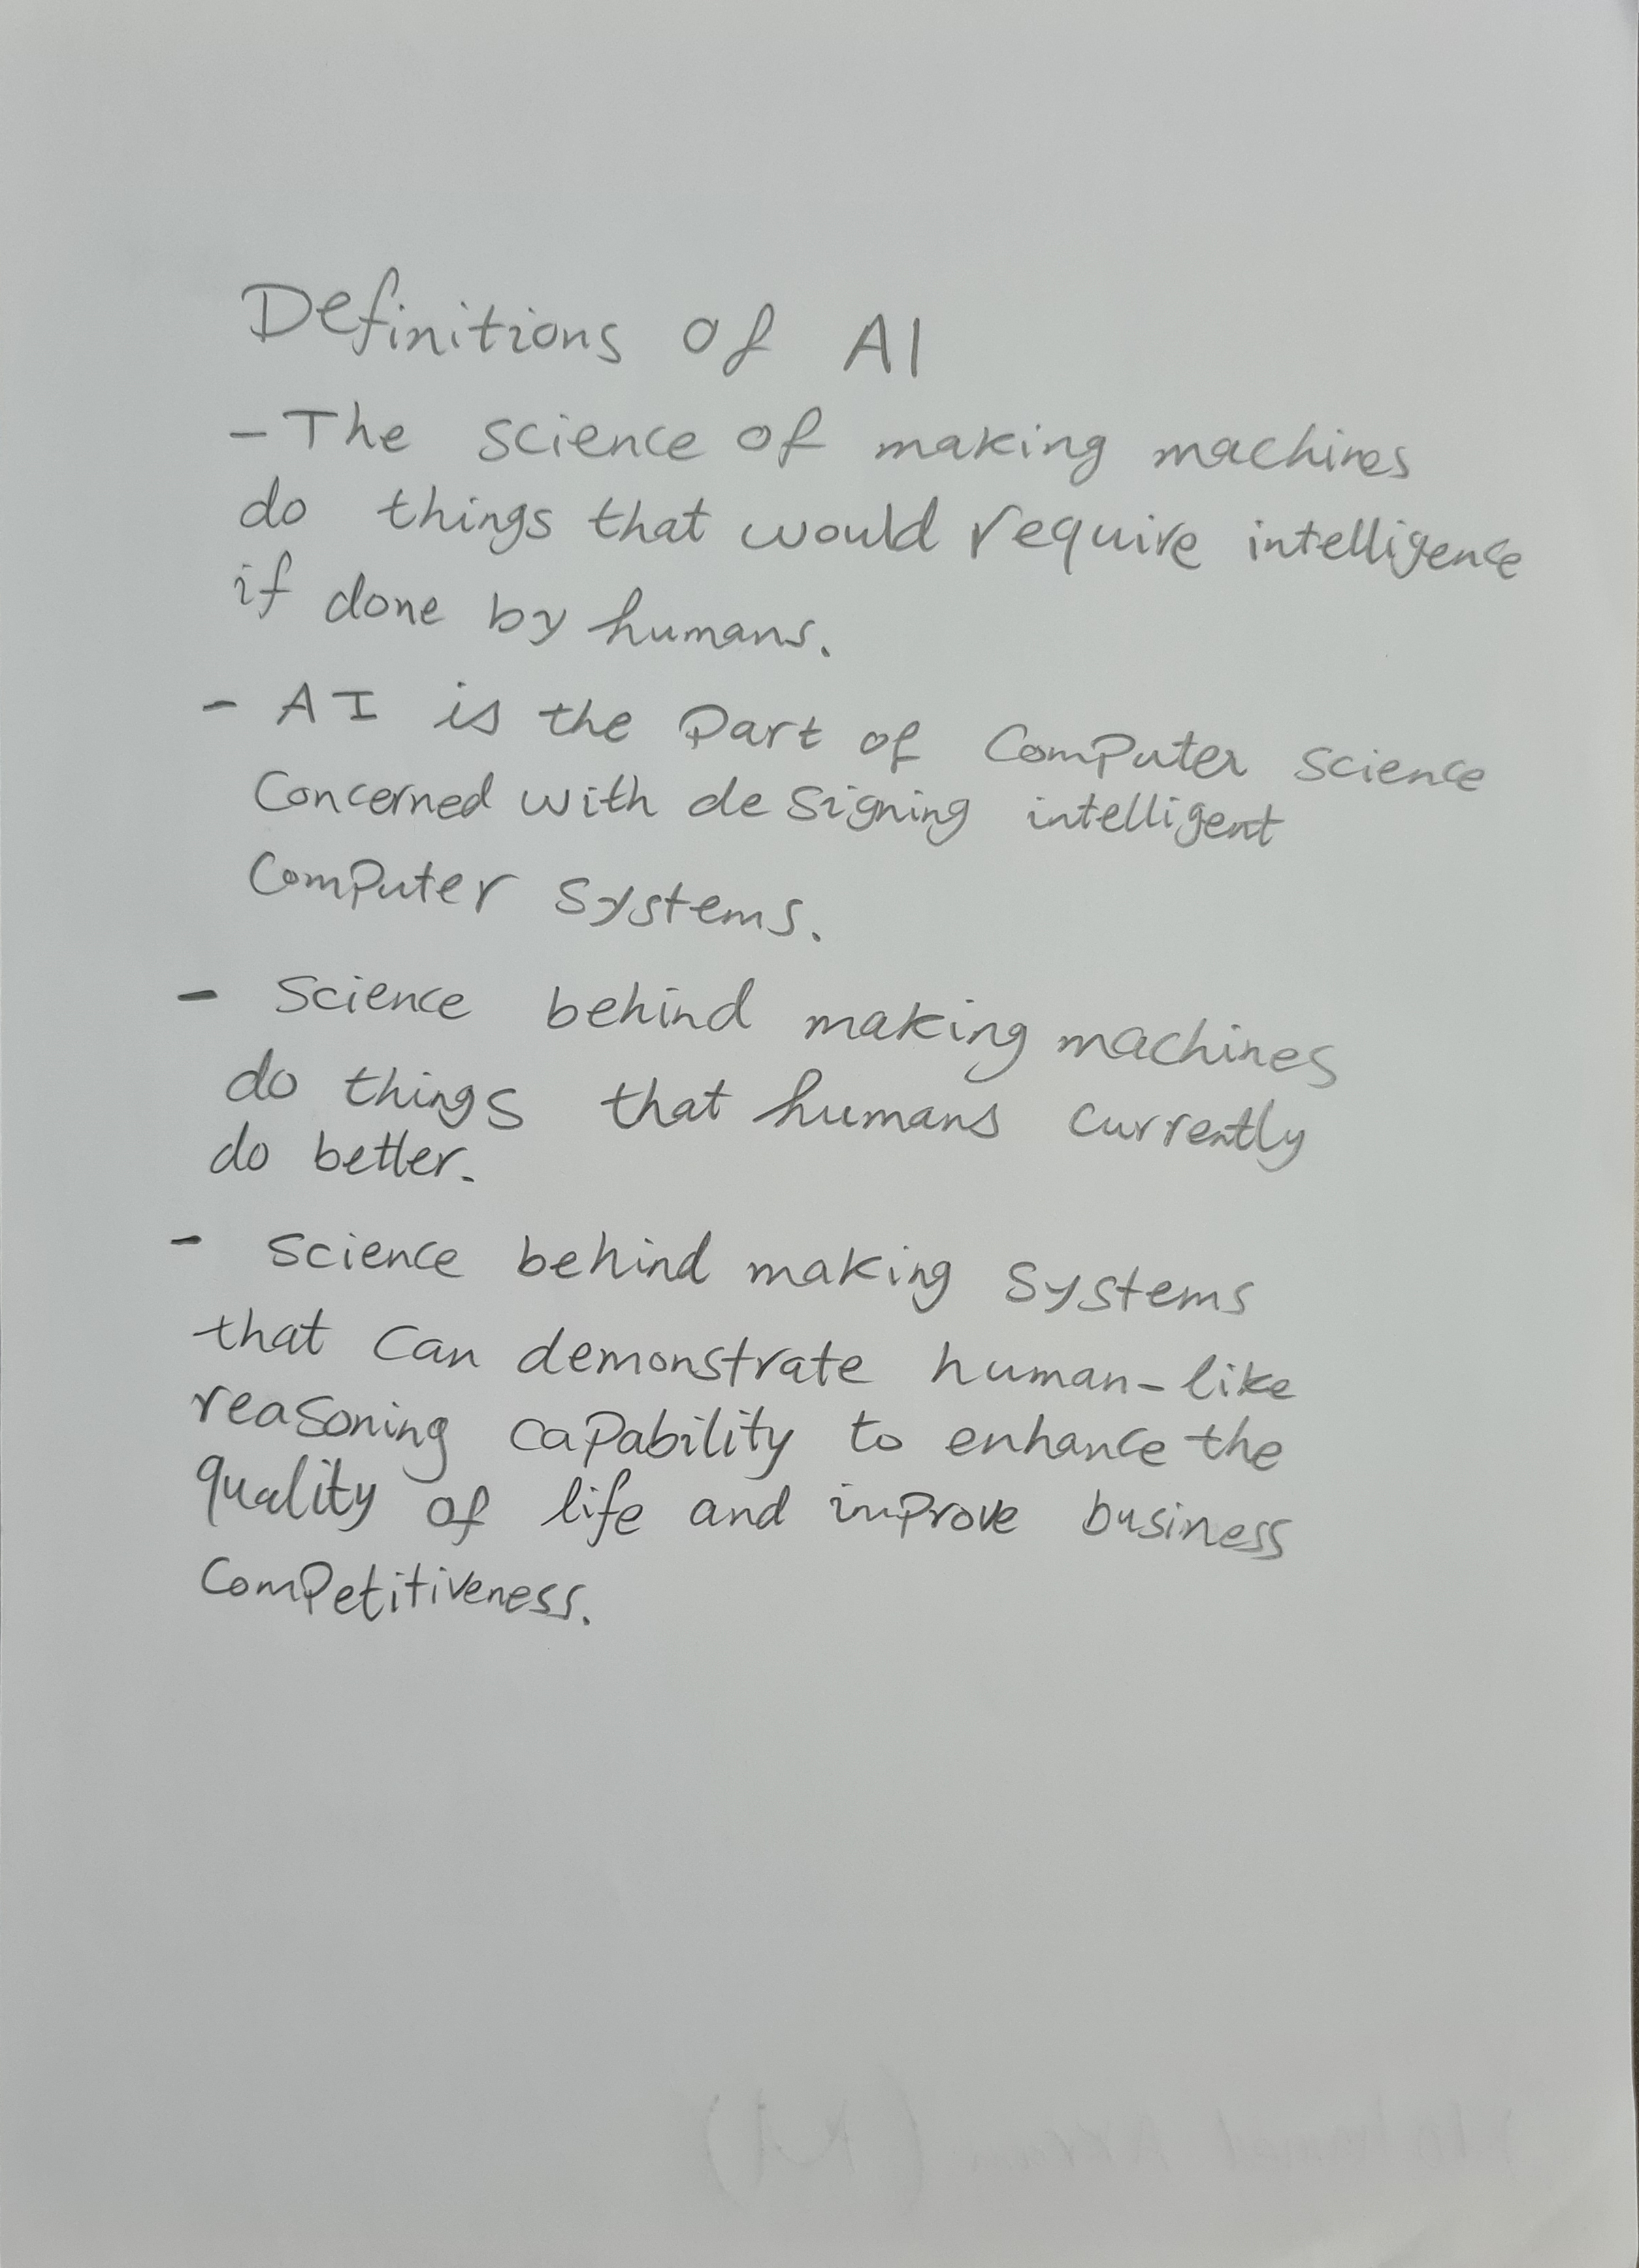 Definitions of AI
- The science of making machines
do things that would require intelligence
if done by humans.
- AI is the Part of Computer science
Concerned with designing intelligent
Computer Systems.
- Science behind making machines
do things that humans currently
do better.
- science behind making Systems
that can demonstrate human-like
reasoning capability to enhance the
quality of life and improve business
Competitiveness.